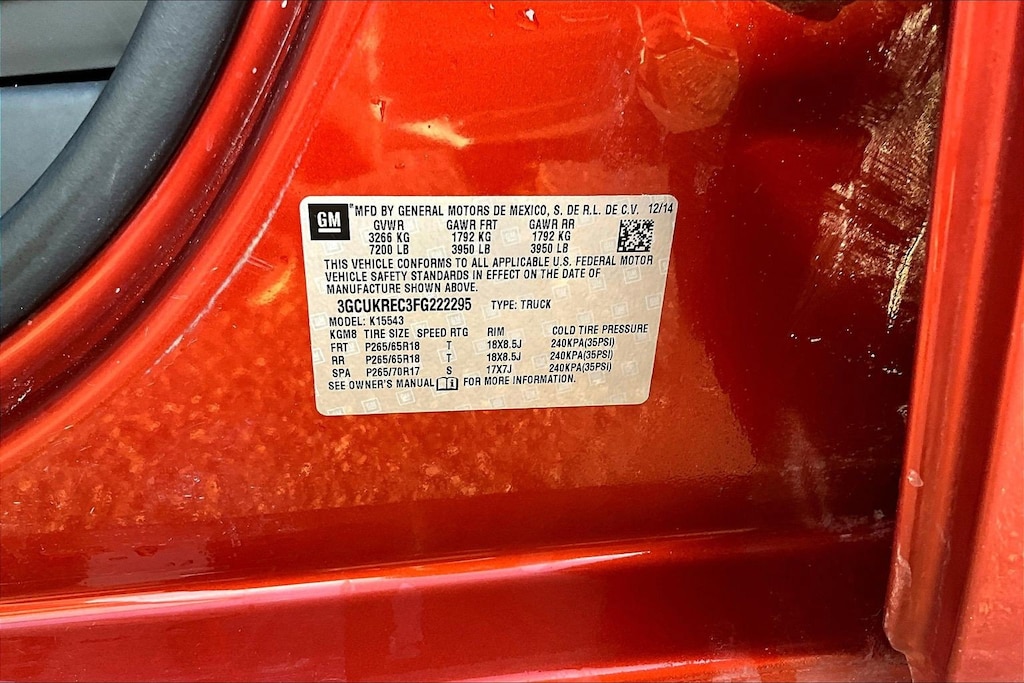 GM ® MFD BY GENERAL MOTORS DE MEXICO, S. DE R.L. DE C.V. 12/14
GVWR GAWR FRT GAWR RR
3266 KG 1792 KG 1792 KG
7200 LB 3950 LB 3950 LB
THIS VEHICLE CONFORMS TO ALL APPLICABLE U.S. FEDERAL MOTOR
VEHICLE SAFETY STANDARDS IN EFFECT ON THE DATE OF
MANUFACTURE SHOWN ABOVE.
3GCUKREC3FG222295 TYPE: TRUCK
MODEL: K15543
KGM8 TIRE SIZE SPEED RTG RIM COLD TIRE PRESSURE
FRT P265/65R18 T 18X8.5J 240KPA(35PSI)
RR P265/65R18 T 18X8.5J 240KPA(35PSI)
SPA P265/70R17 S 17X7J 240KPA(35PSI)
SEE OWNER'S MANUAL i FOR MORE INFORMATION.